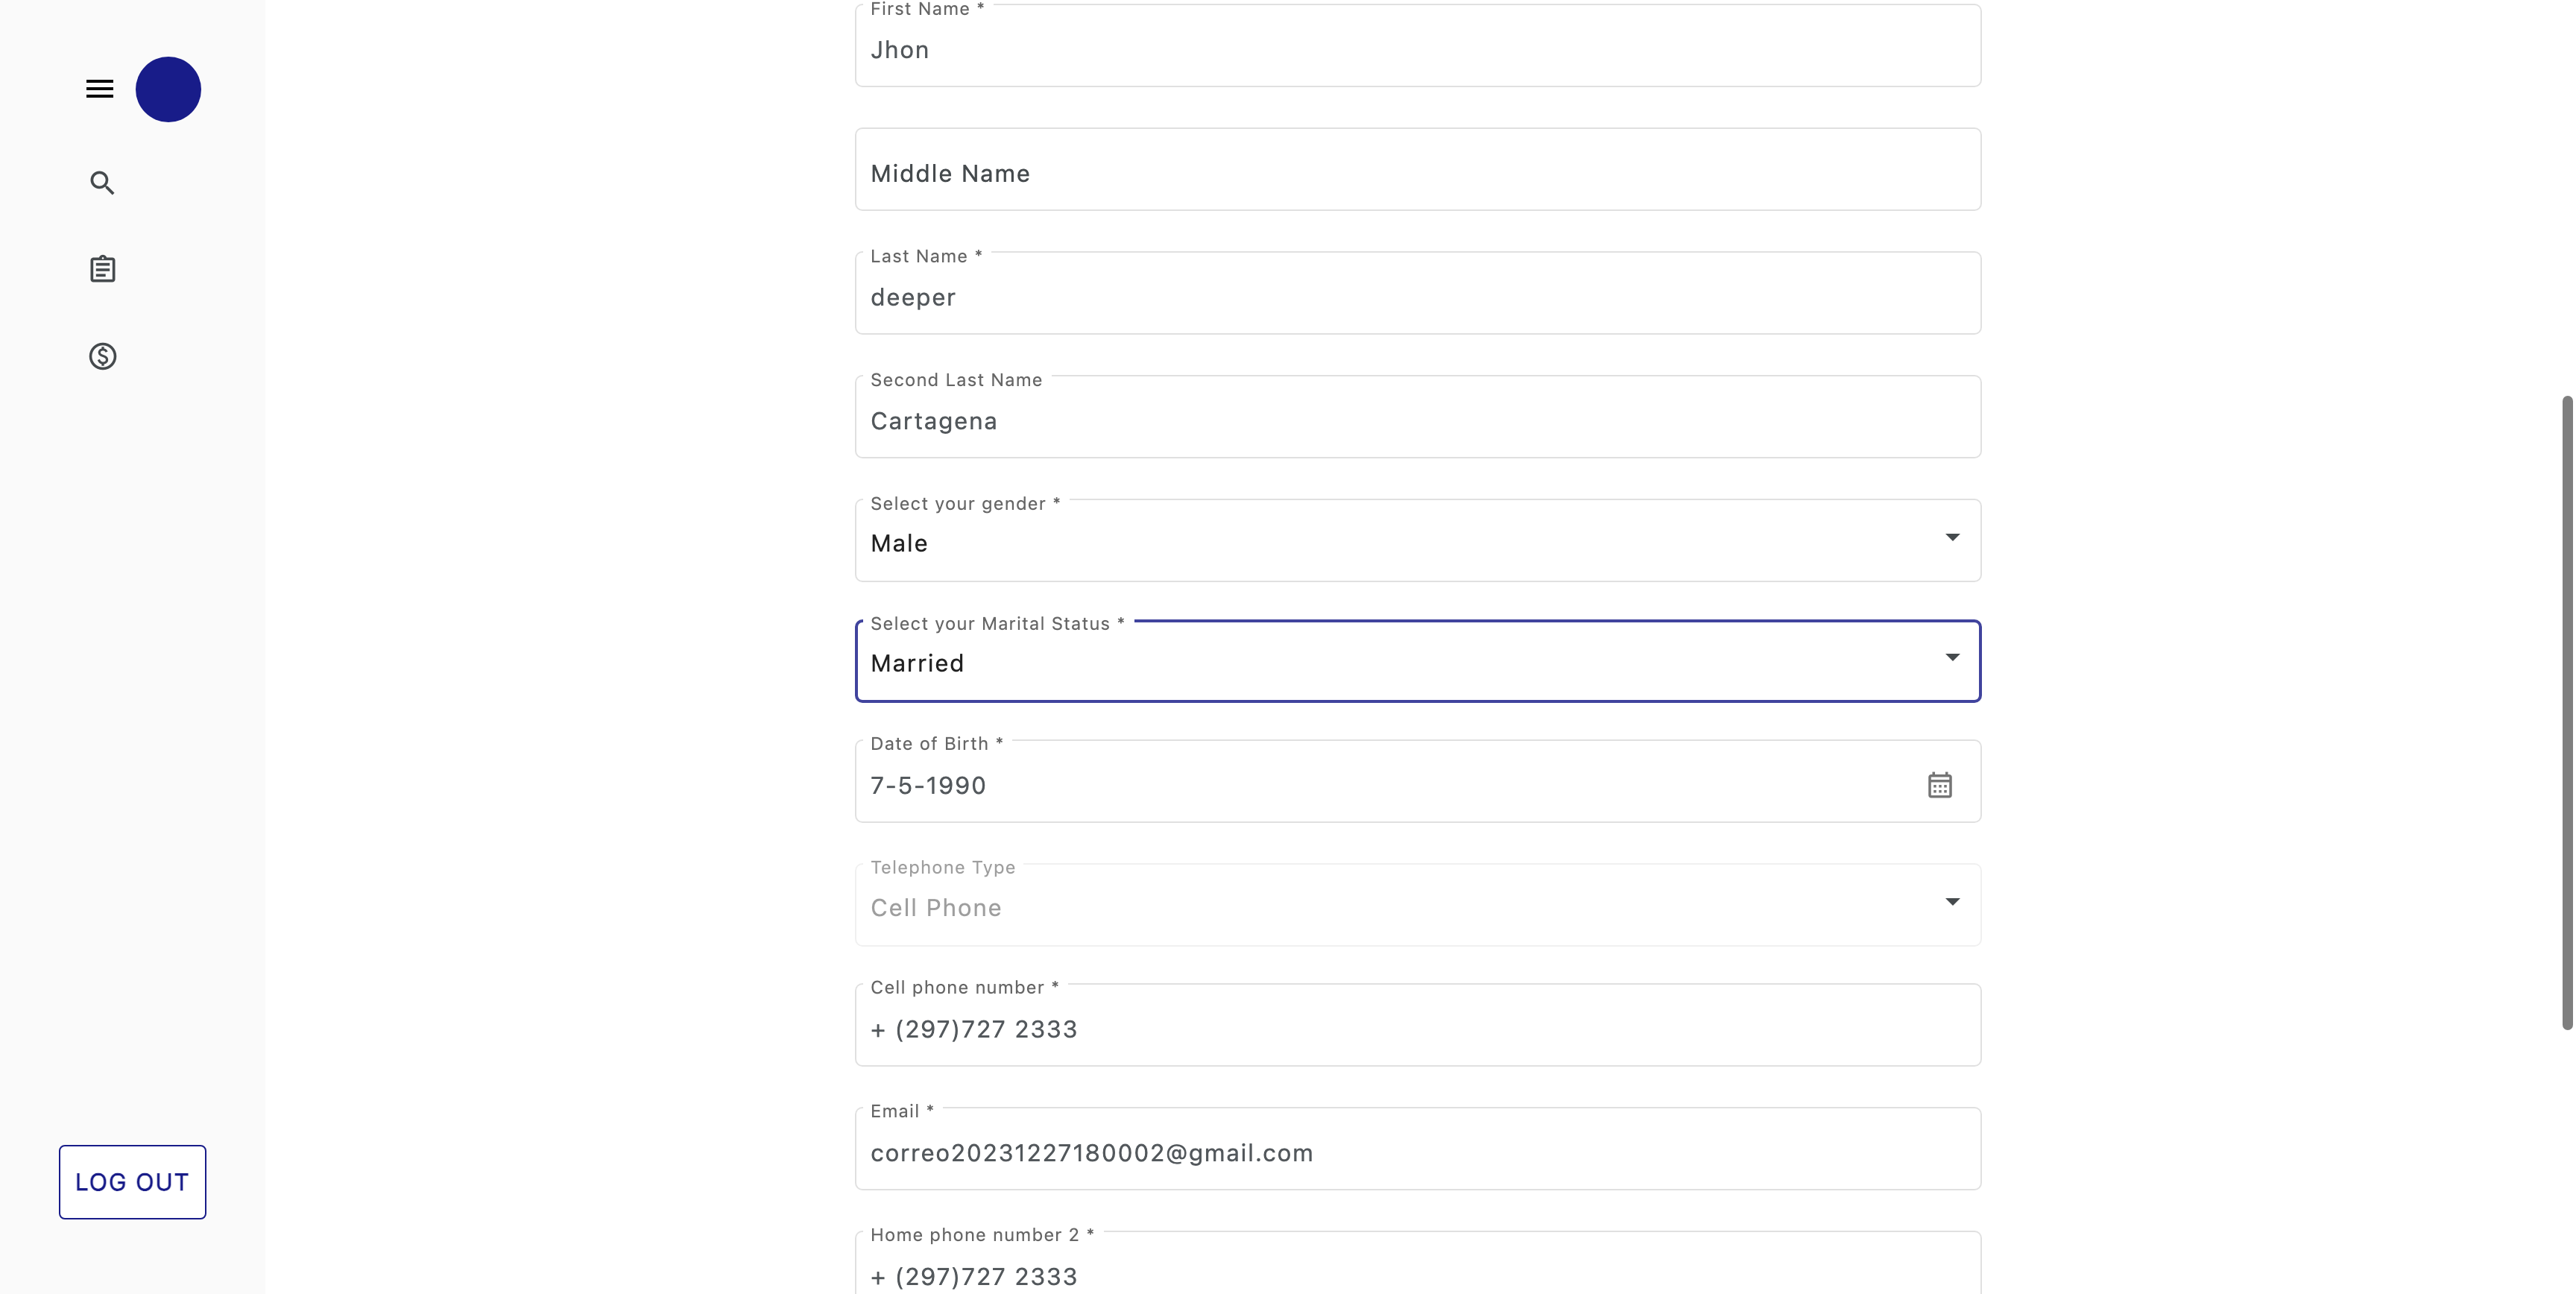 First Name *
Jhon
Middle Name
Last Name *
deeper
Second Last Name
Cartagena
Select your gender *
Male
Select your Marital Status *
Married
Date of Birth *
7-5-1990
Telephone Type
Cell Phone
Cell phone number *
+ (297)727 2333
Email *
correo20231227180002@gmail.com
Home phone number 2 *
+ (297)727 2333
LOG OUT